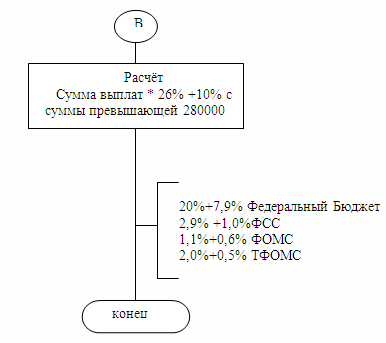 В
Расчёт
Сумма выплат * 26% +10% с
суммы превышающей 280000
20%+7,9% Федеральный Бюджет
2,9% +1,0%ФСС
1,1%+0,6% ФОМС
2,0%+0,5% ТФОМС
конец